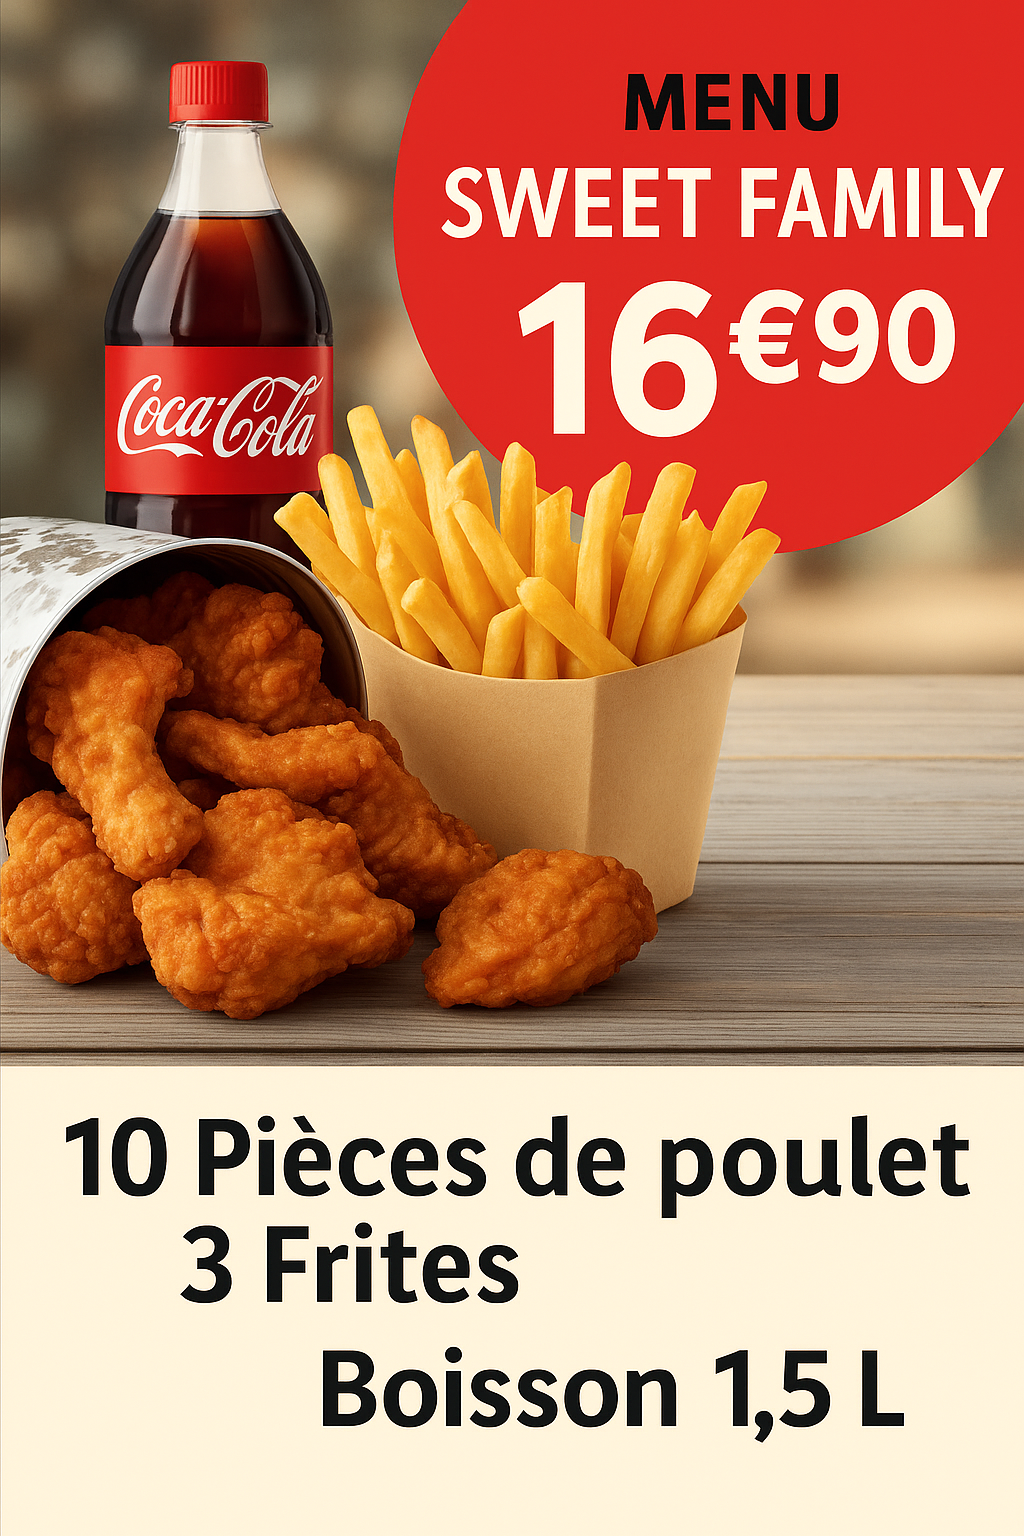 MENU
SWEET FAMILY
16€90
Coca-Cola
10 Pièces de poulet
3 Frites
Boisson 1,5 L